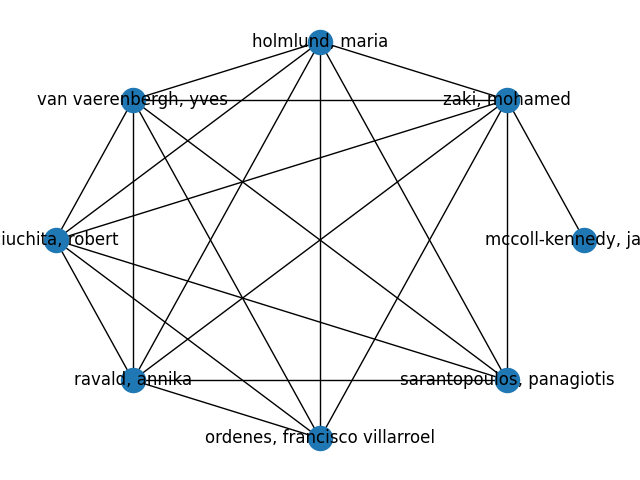 holmlund, maria
van vaerenbergh, yves
zaki, mohamed
iuchita, robert
mccoll-kennedy, ja
ravald, annika
sarantopoulos, panagiotis
ordenes, francisco villarroel